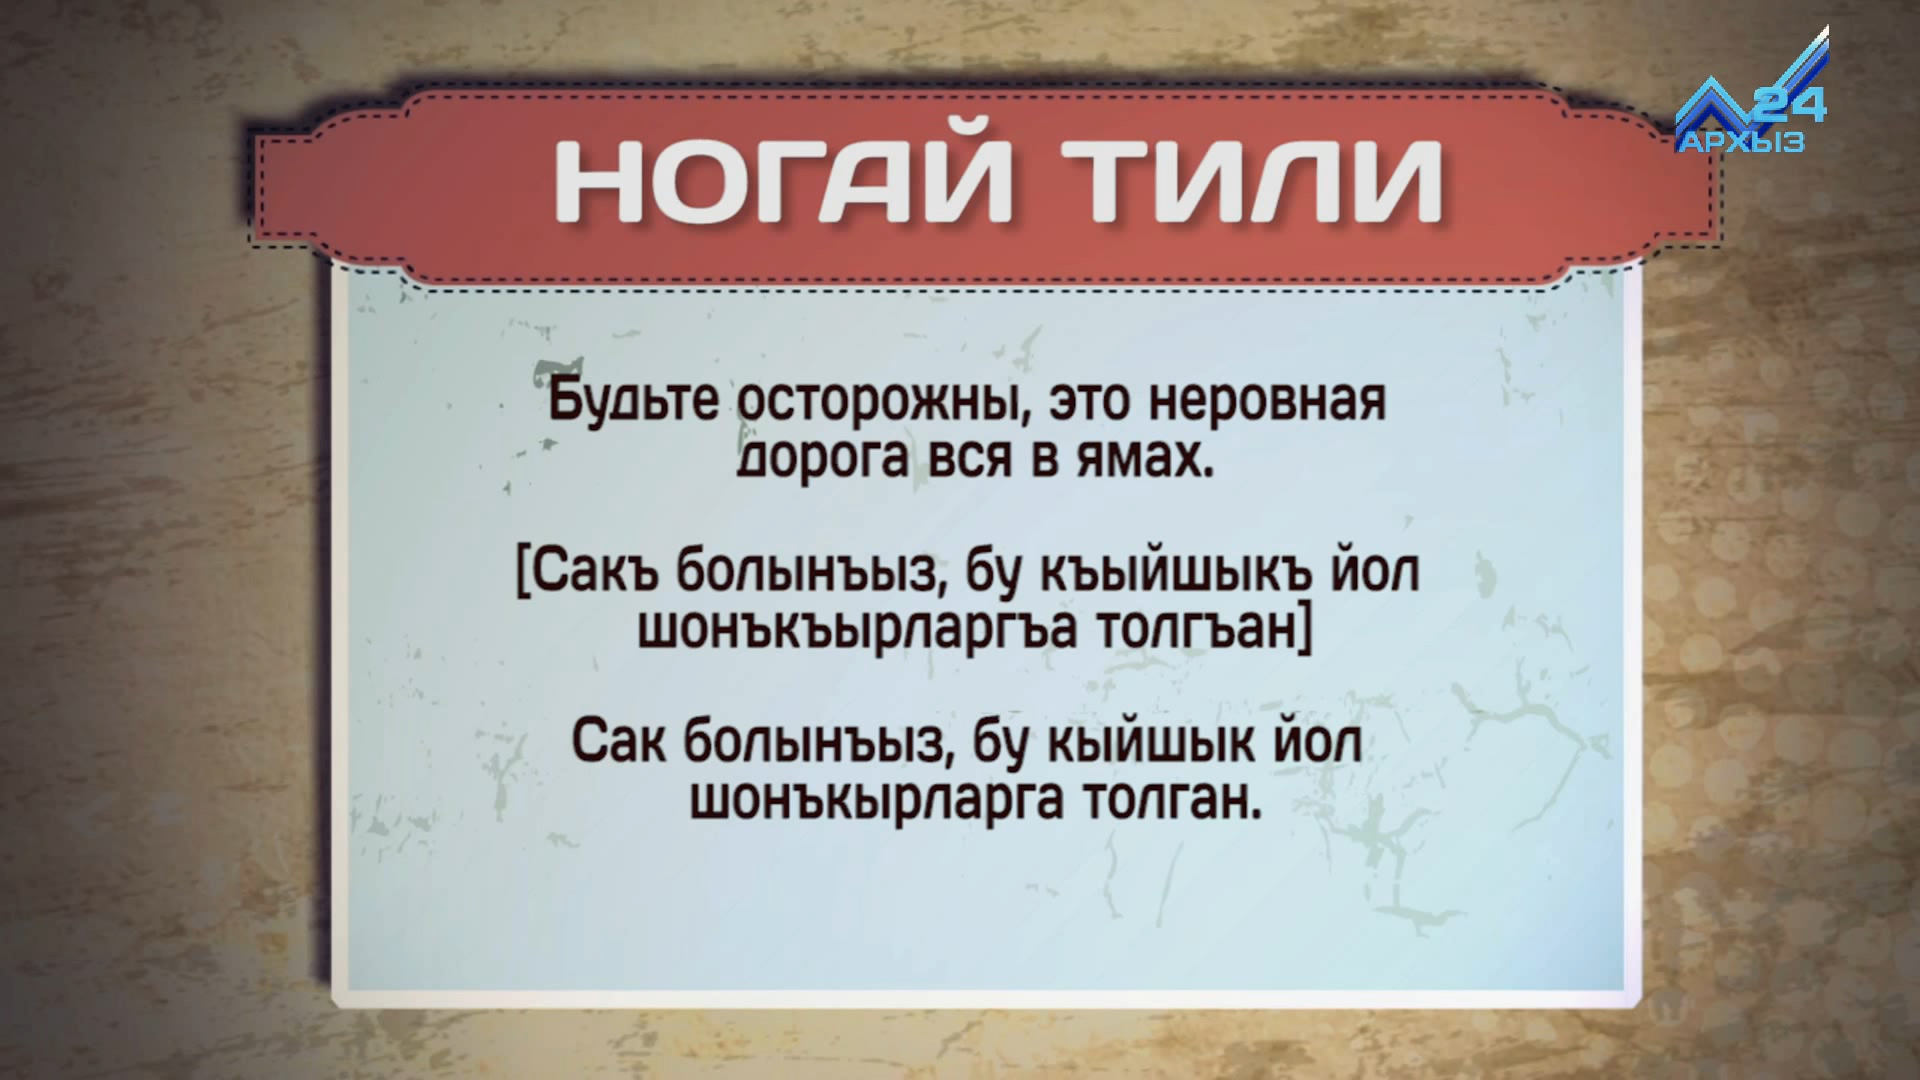 24
АРХЫЗ
НОГАЙ ТИЛИ
Будьте осторожны, это неровная
дорога вся в ямах.
[Сакъ болынъыз, бу къыйшыкъ йол
шонъкъырларгъа толгъан]
Сак болынъыз, бу кыйшык йол
шонъкырларга толган.